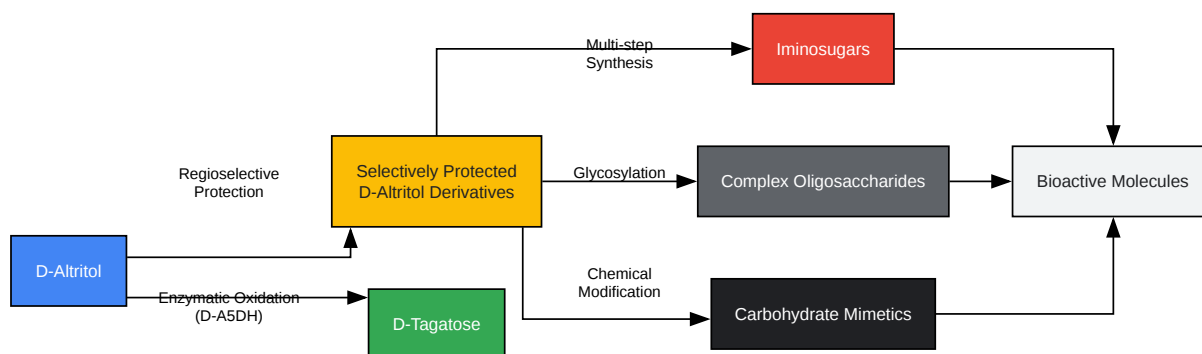 Multi-step
Synthesis
Iminosugars
Regioselective
Protection
Selectively Protected
D-Altritol Derivatives
Glycosylation
Complex Oligosaccharides
Bioactive Molecules
D-Altritol
Enzymatic Oxidation
(D-A5DH)
D-Tagatose
Chemical
Modification
Carbohydrate Mimetics